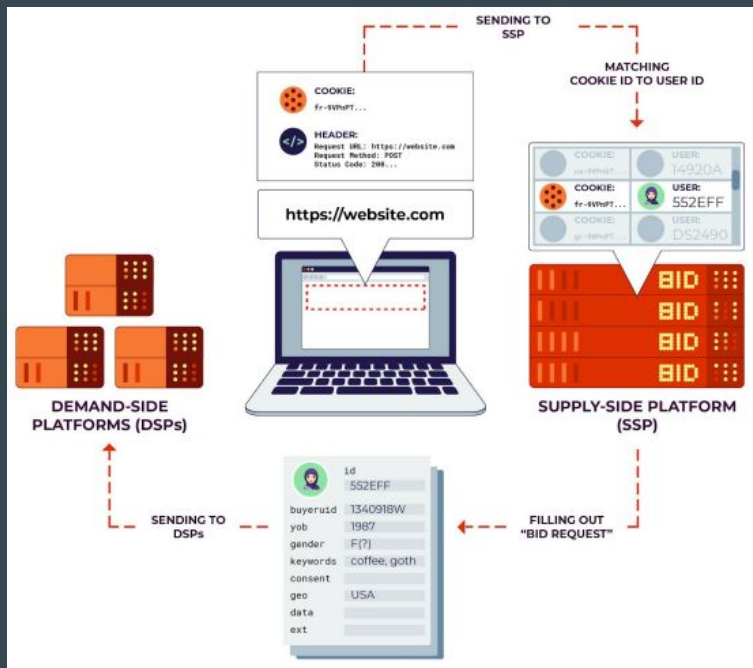 SENDING TO
SSP
MATCHING
COOKIE ID TO USER ID
COOKIE:
fr-9VPnPT...
HEADER:
Request URL: https://website.com
Request Method: POST
Status Code: 200...
https://website.com
COOKIE:
USER:
14920A
COOKIE:
fr-9VPnPT...
USER:
552EFF
COOKIE:
USER:
DS2490
BID
BID
BID
BID
DEMAND-SIDE
PLATFORMS (DSPs)
SUPPLY-SIDE PLATFORM
(SSP)
SENDING TO
DSPs
FILLING OUT
"BID REQUEST"
id
552EFF
buyeruid 1340918W
yob 1987
gender F(?)
keywords coffee, goth
consent
geo USA
data
ext